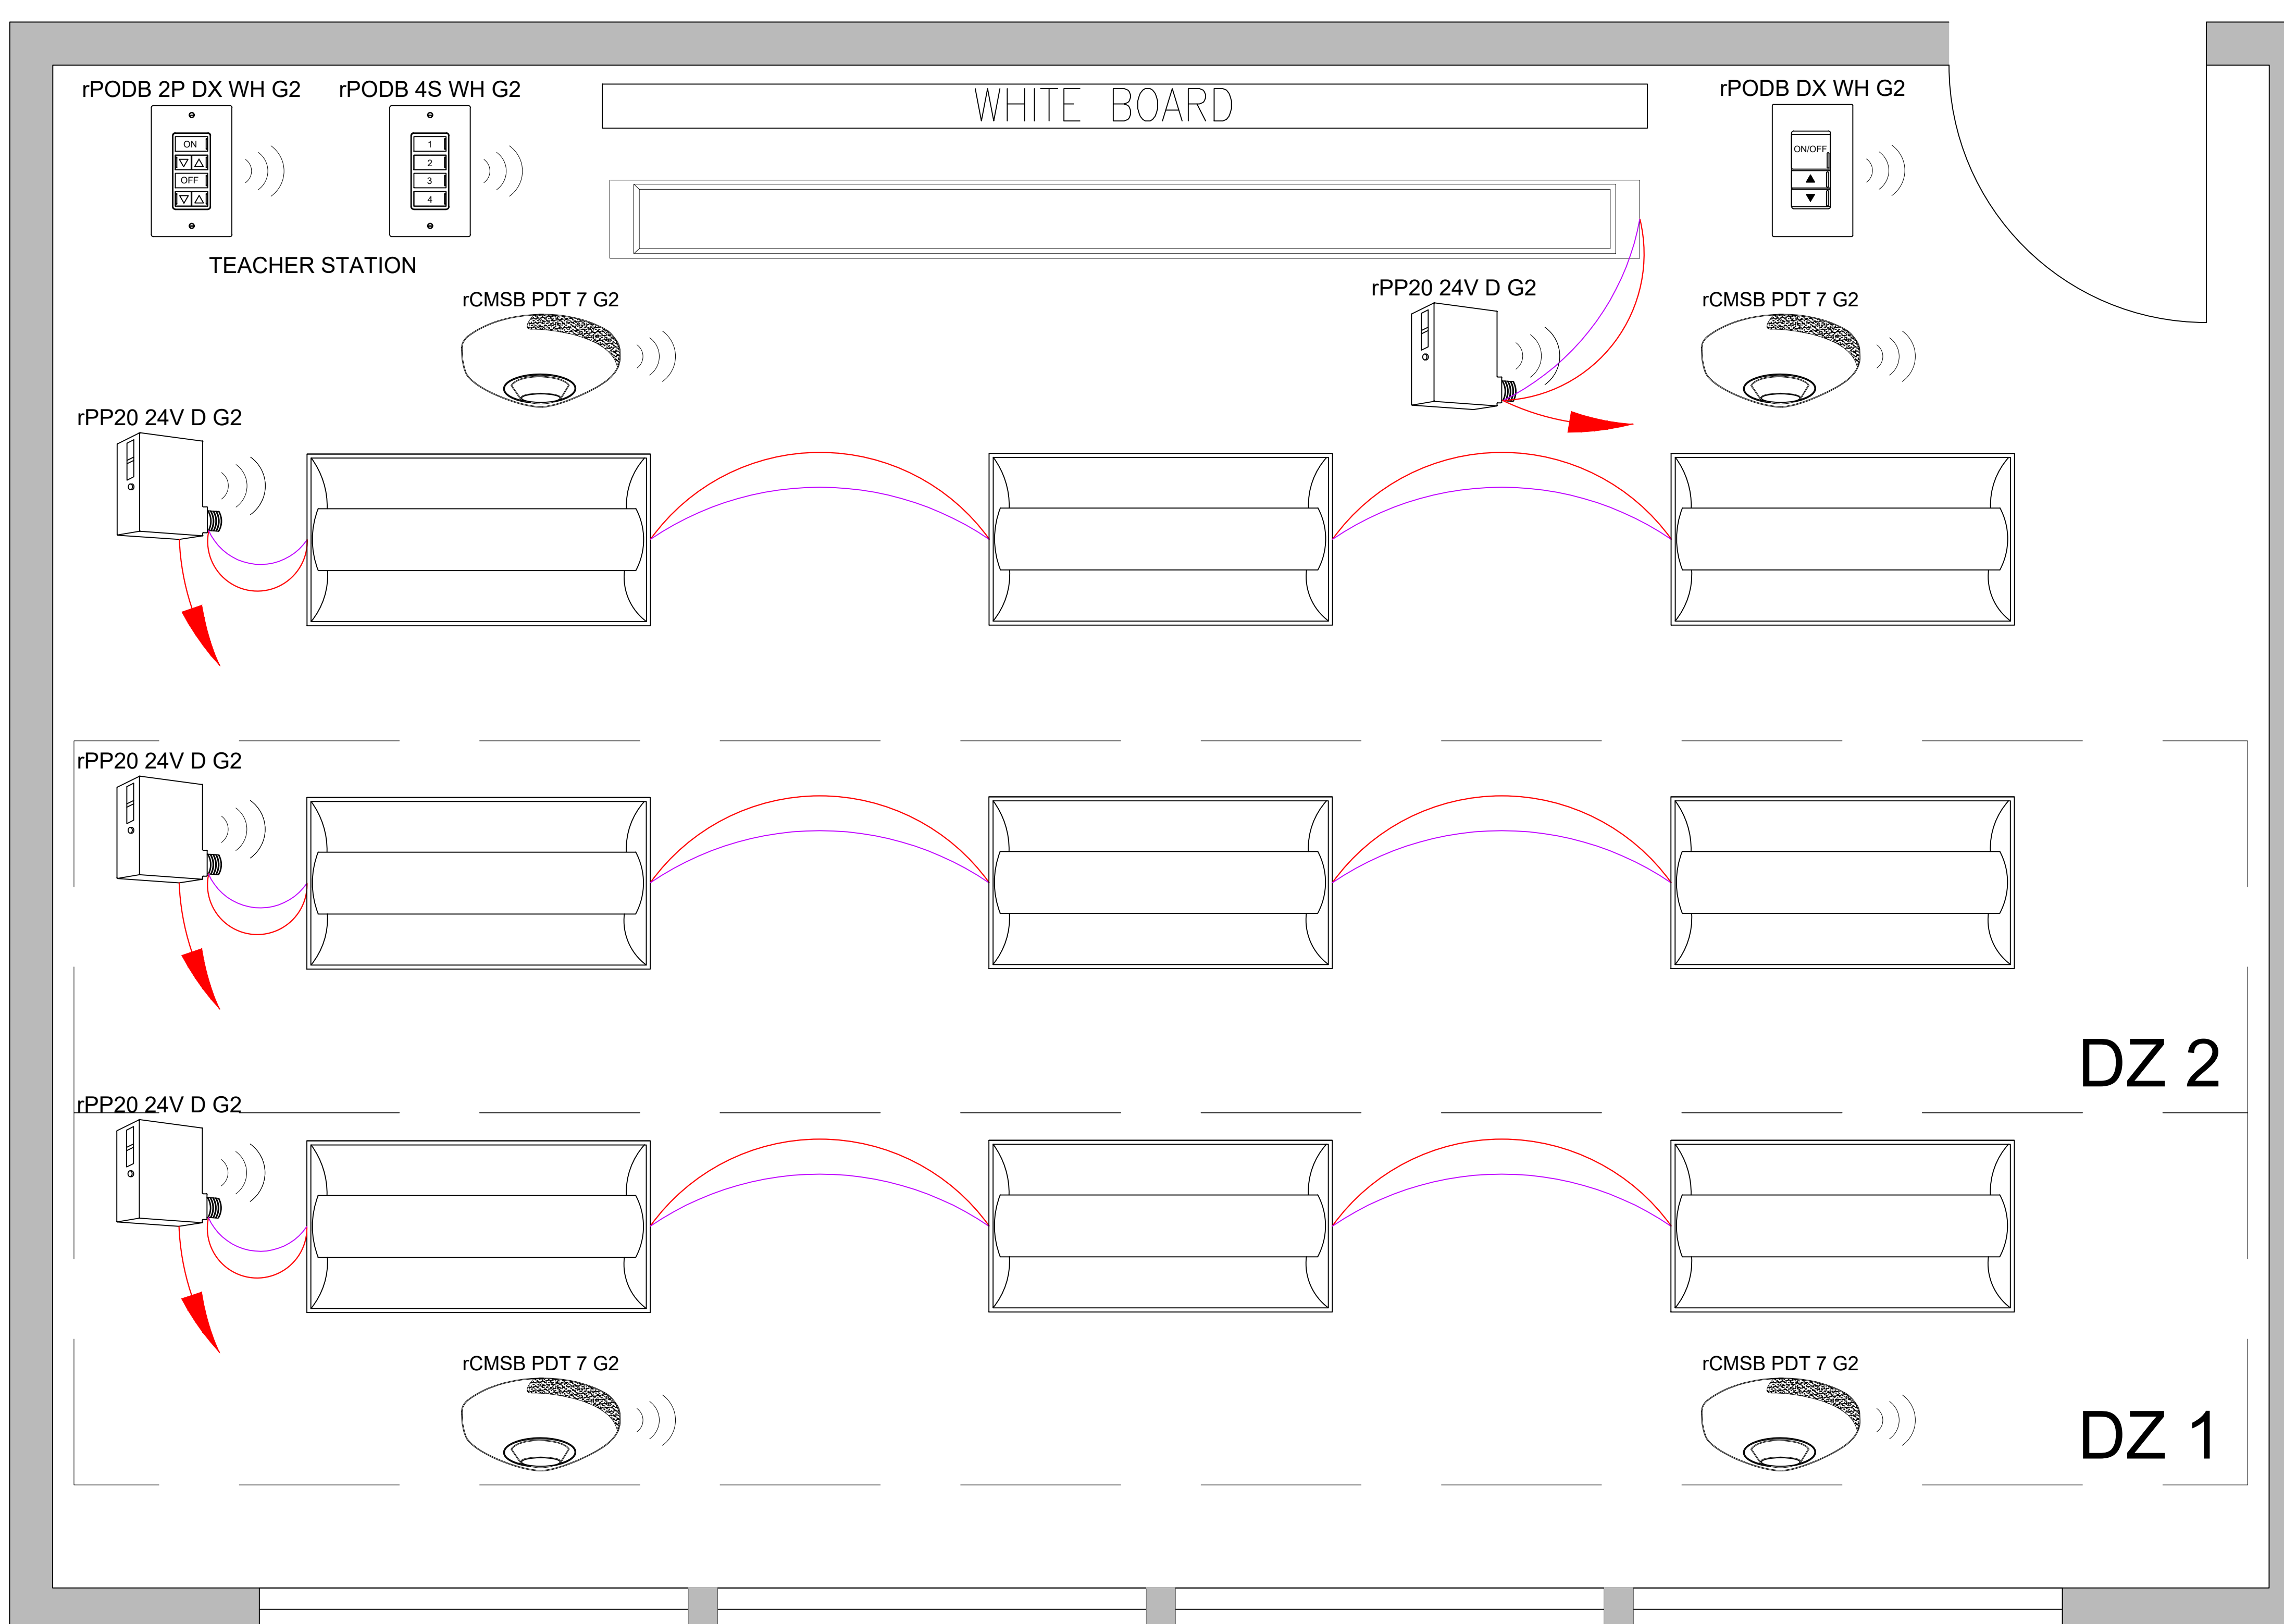 rPODB 2P DX WH G2
rPODB 4S WH G2
WHITE BOARD
rPODB DX WH G2
ON
OFF
1
2
3
4
ON/OFF
TEACHER STATION
rCMSB PDT 7 G2
rPP20 24V D G2
rCMSB PDT 7 G2
rPP20 24V D G2
rPP20 24V D G2
DZ 2
rPP20 24V D G2
rCMSB PDT 7 G2
rCMSB PDT 7 G2
DZ 1